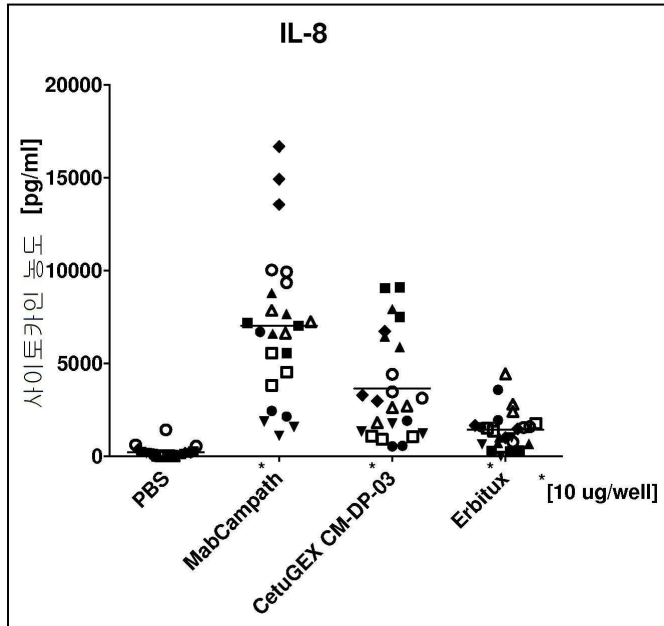 IL-8
사이토카인 농도 [pg/ml]
20000
15000
10000
5000
0
PBS
MabCampath
CetuGEX CM-DP-03
Erbitux
* * * *[10 ug/well]